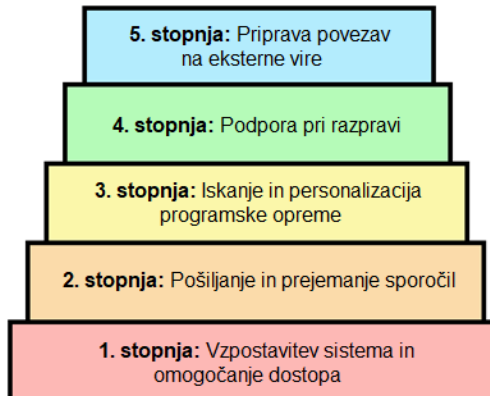 5. stopnja: Priprava povezav
na eksterne vire
4. stopnja: Podpora pri razpravi
3. stopnja: Iskanje in personalizacija
programske opreme
2. stopnja: Pošiljanje in prejemanje sporočil
1. stopnja: Vzpostavitev sistema in
omogočanje dostopa